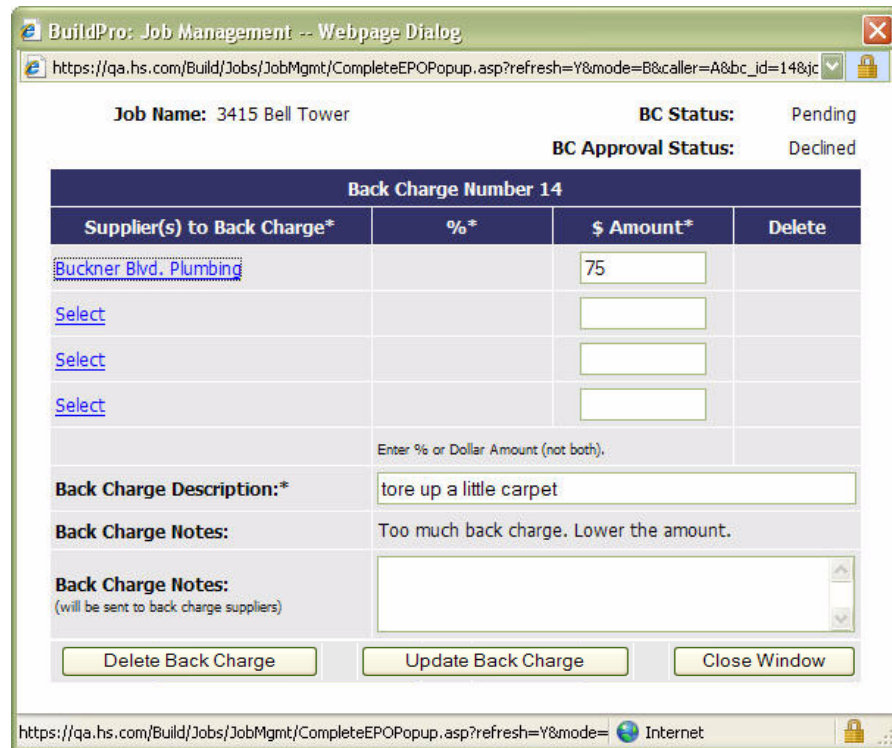 BuildPro: Job Management -- Webpage Dialog
https://qa.hs.com/Build/Jobs/JobMgmt/CompleteEPOPopup.asp?refresh=Y&mode=B&caller=A&bc_id=14&jc
Job Name: 3415 Bell Tower BC Status: Pending
BC Approval Status: Declined
Back Charge Number 14
Supplier(s) to Back Charge* %* $ Amount* Delete
Buckner Blvd. Plumbing 75
Select
Select
Select
Enter % or Dollar Amount (not both).
Back Charge Description:* tore up a little carpet
Back Charge Notes: Too much back charge. Lower the amount.
Back Charge Notes:
(will be sent to back charge suppliers)
Delete Back Charge Update Back Charge Close Window
https://qa.hs.com/Build/Jobs/JobMgmt/CompleteEPOPopup.asp?refresh=Y&mode= Internet